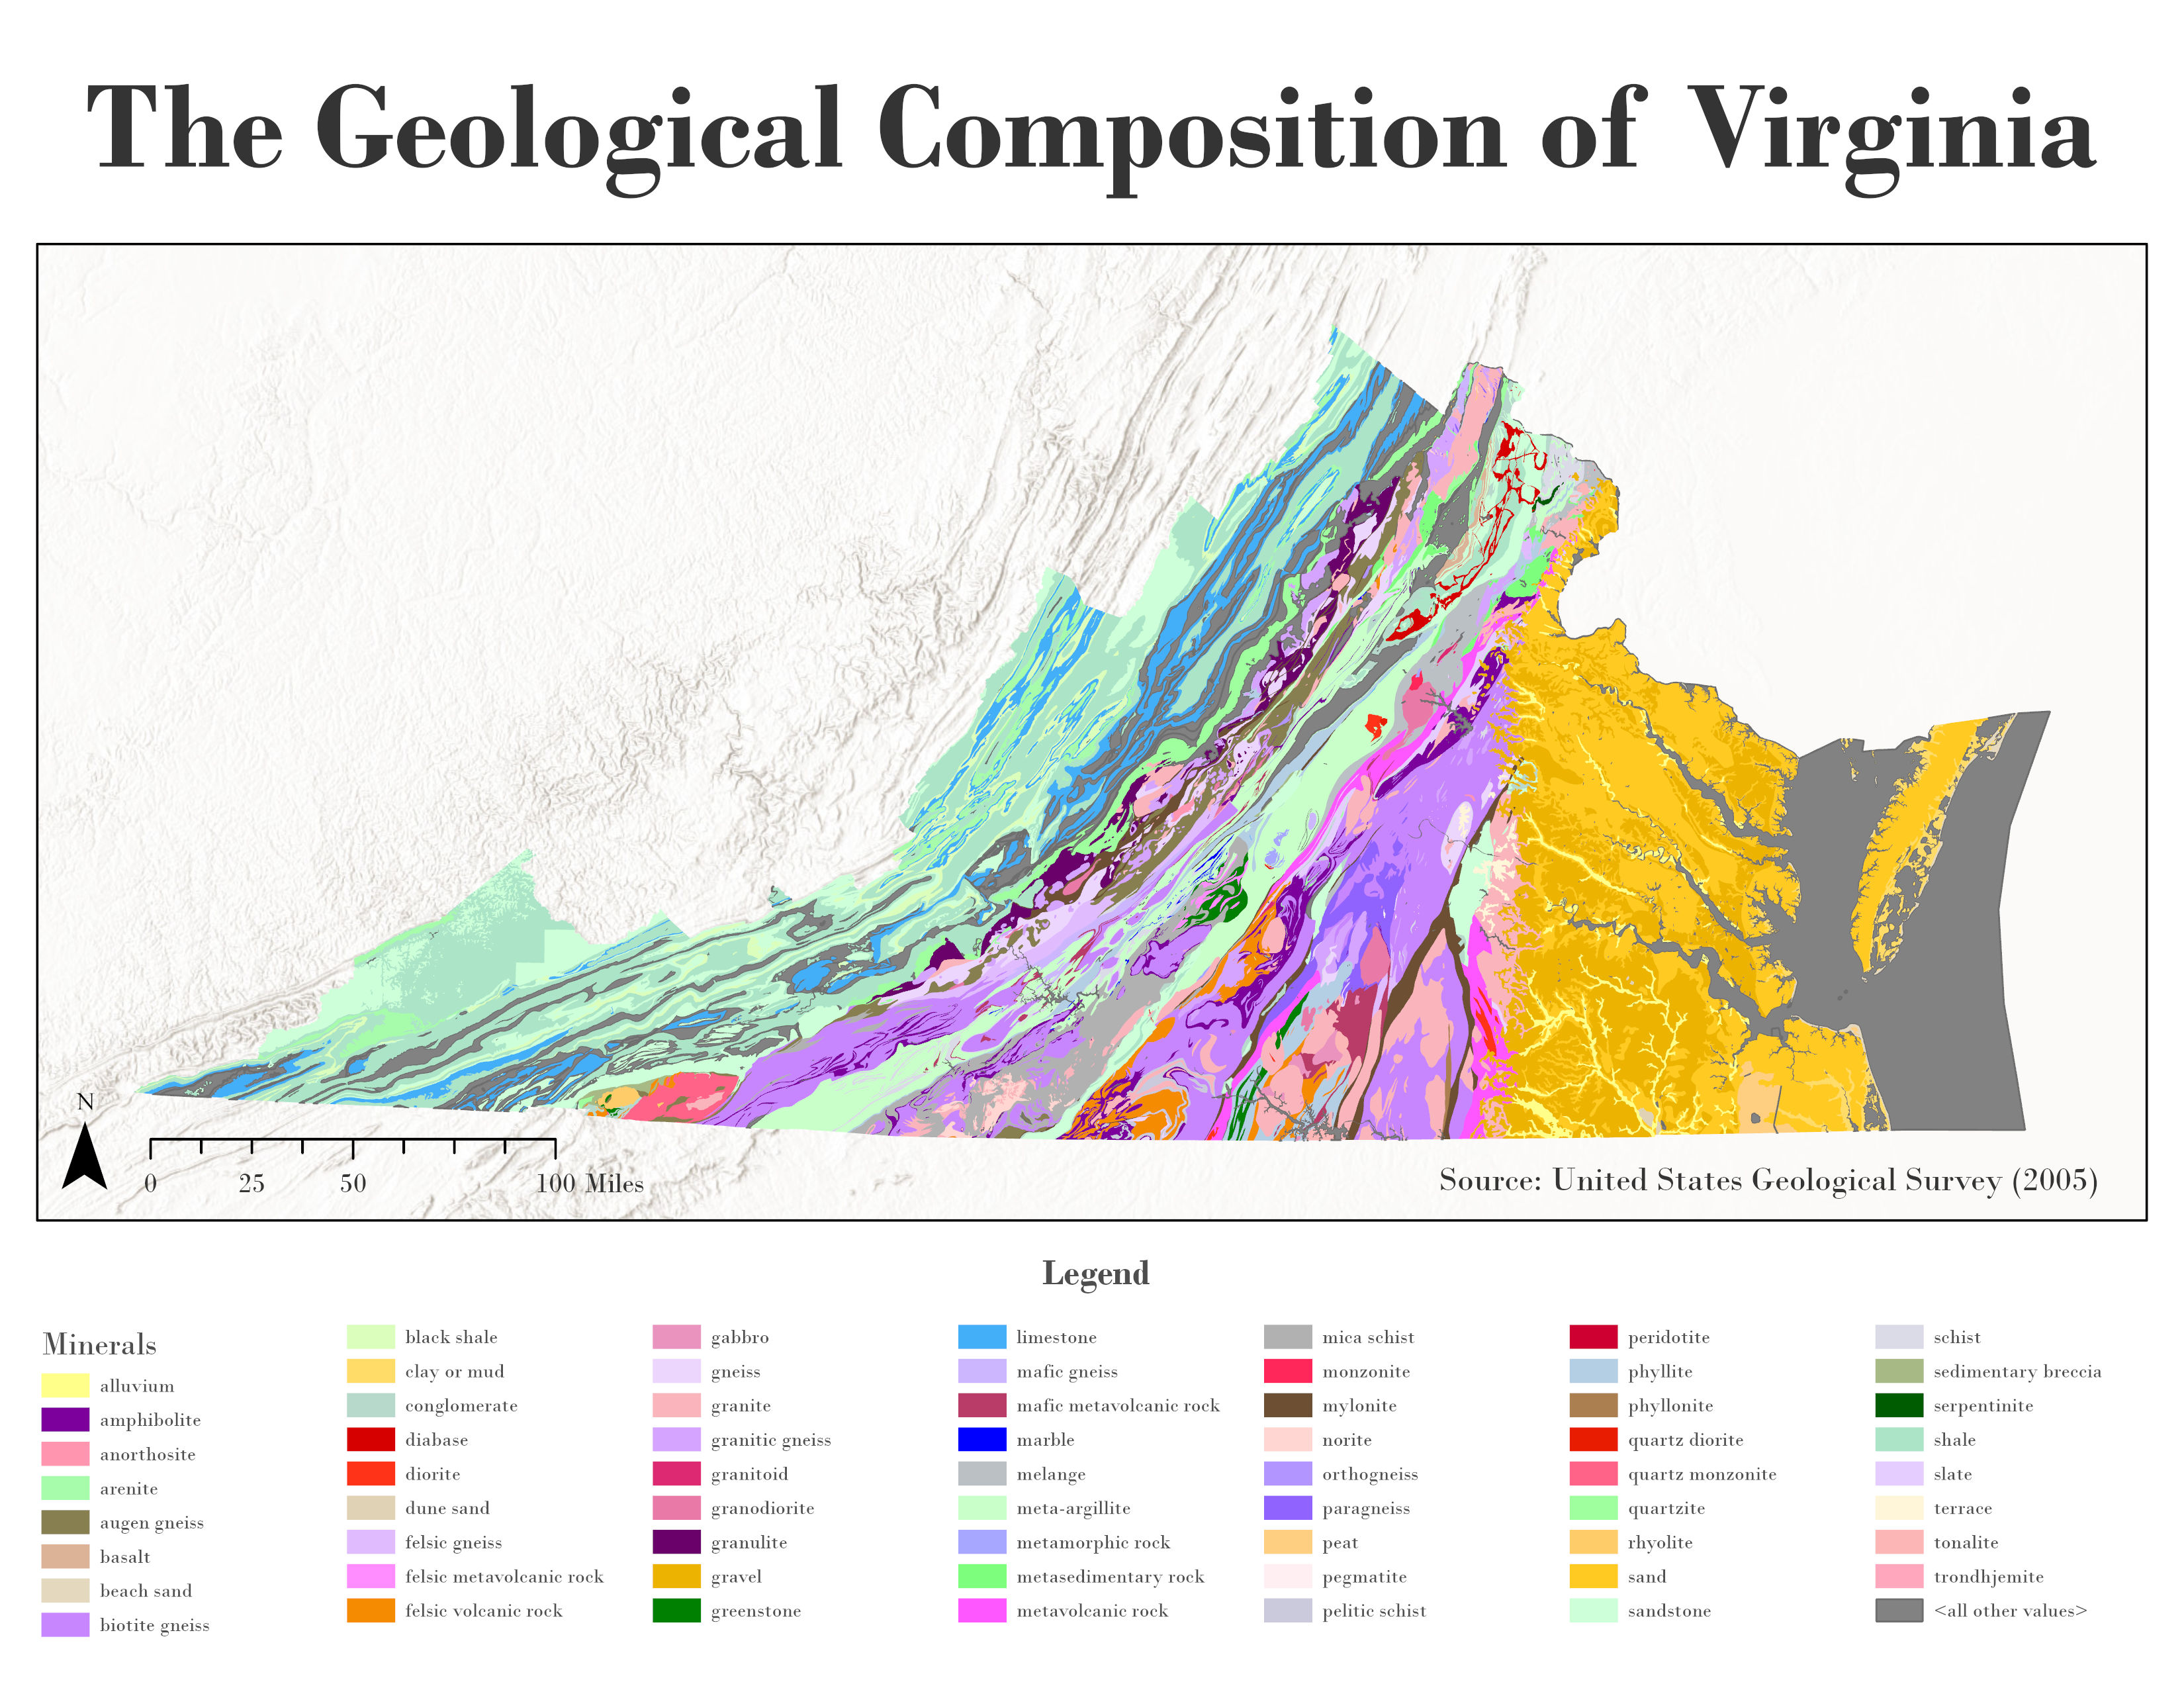 The Geological Composition of Virginia
N
0 25 50 100 Miles
Source: United States Geological Survey (2005)
Legend
Minerals
alluvium
amphibolite
anorthosite
arenite
augen gneiss
basalt
beach sand
biotite gneiss
black shale
clay or mud
conglomerate
diabase
diorite
dune sand
felsic gneiss
felsic metavolcanic rock
felsic volcanic rock
gabbro
gneiss
granite
granitic gneiss
granitoid
granodiorite
granulite
gravel
greenstone
limestone
mafic gneiss
mafic metavolcanic rock
marble
melange
meta-argillite
metamorphic rock
metasedimentary rock
metavolcanic rock
mica schist
monzonite
mylonite
norite
orthogneiss
paragneiss
peat
pegmatite
pelitic schist
peridotite
phyllite
phyllonite
quartz diorite
quartz monzonite
quartzite
rhyolite
sand
sandstone
schist
sedimentary breccia
serpentinite
shale
slate
terrace
tonalite
trondhjemite
<all other values>